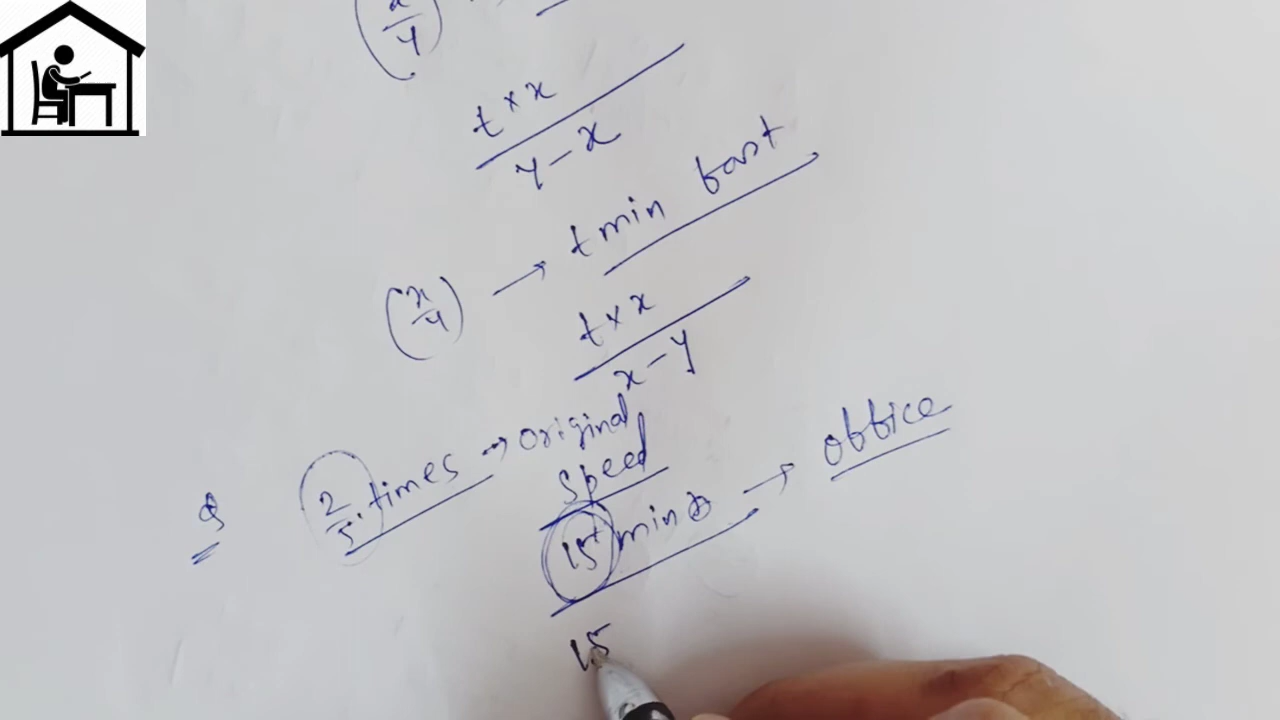 x/y
t × x
y - x
(x/y) → t min fast
t × x
x - y
Q 2/5 times → original
speed
15 min → office
15